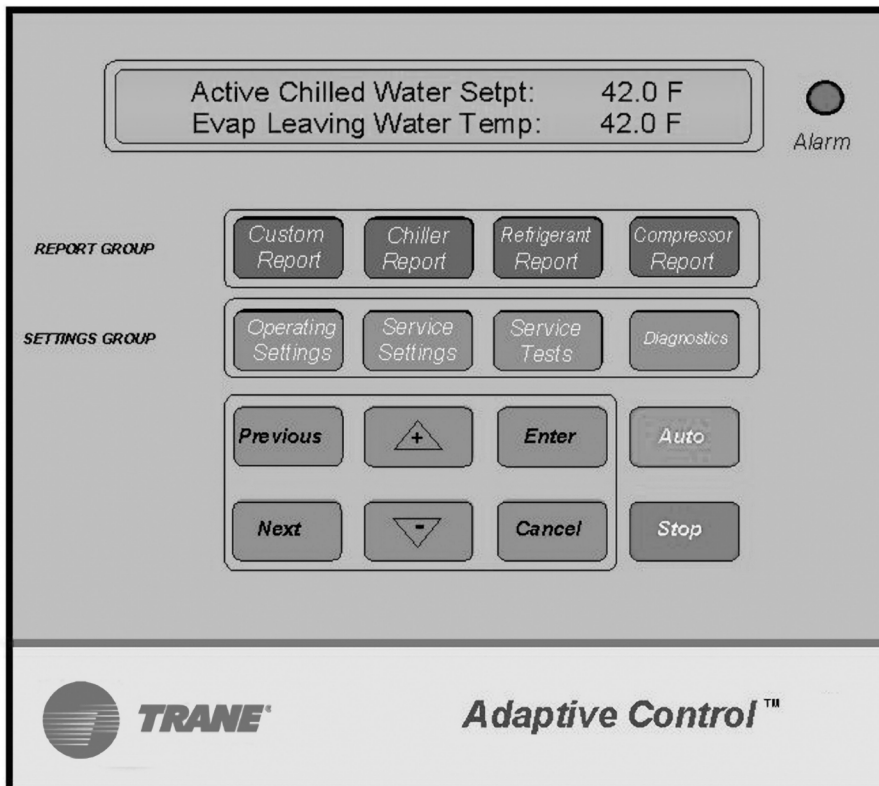 Active Chilled Water Setpt: 42.0 F
Evap Leaving Water Temp: 42.0 F
Alarm
REPORT GROUP
Custom
Report
Chiller
Report
Refrigerant
Report
Compressor
Report
SETTINGS GROUP
Operating
Settings
Service
Settings
Service
Tests
Diagnostics
Previous
+
Enter
Auto
Next
-
Cancel
Stop
TRANE®
Adaptive Control™